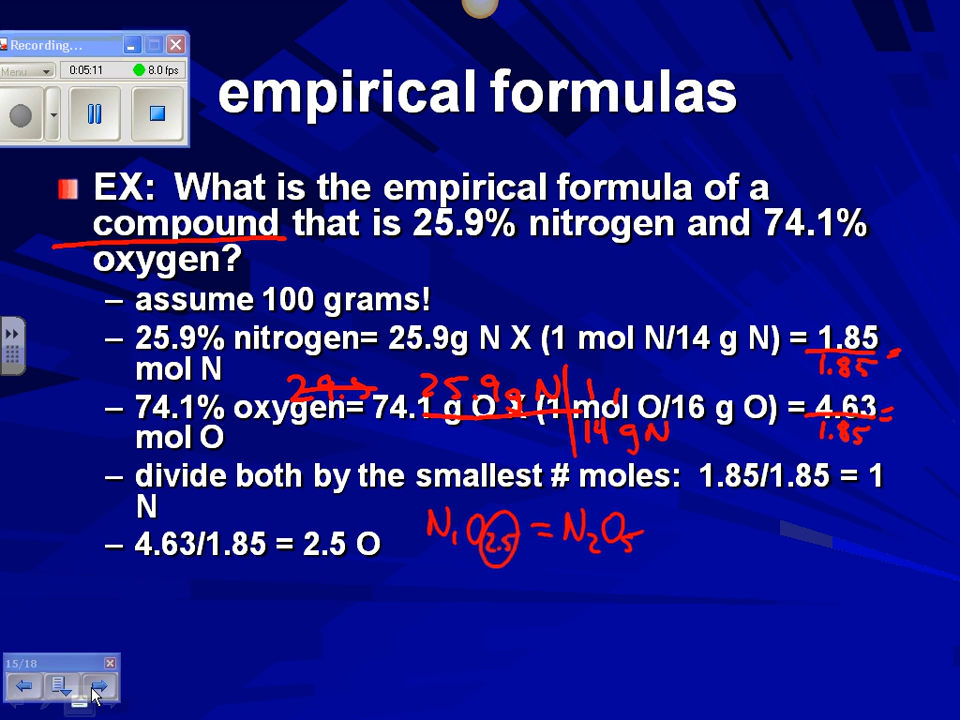 Recording...
Menu
0:05:11
8.0 fps
empirical formulas
EX: What is the empirical formula of a
compound that is 25.9% nitrogen and 74.1%
oxygen?
– assume 100 grams!
– 25.9% nitrogen= 25.9g N X (1 mol N/14 g N) = 1.85
mol N
1.85 =
25.9 g N
14 g N
– 74.1% oxygen= 74.1 g O X (1 mol O/16 g O) = 4.63
mol O
1.85
=
– divide both by the smallest # moles: 1.85/1.85 = 1
N
– 4.63/1.85 = 2.5 O
N1O2.5 = N2O5
15/18